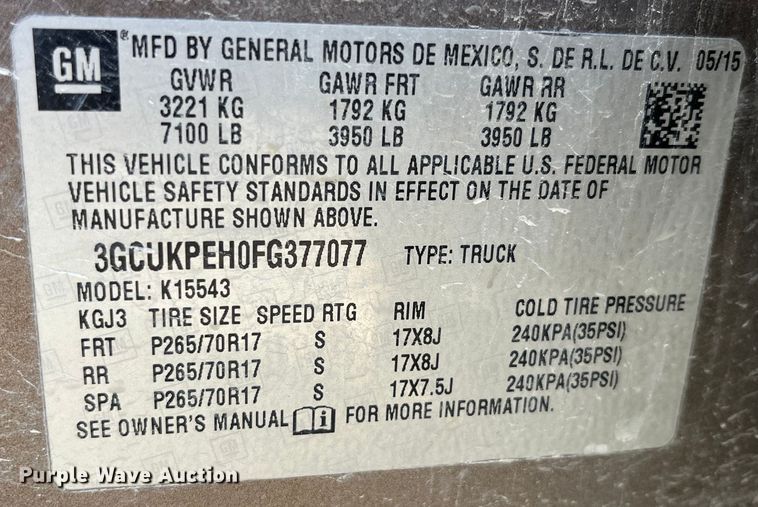 GM
® MFD BY GENERAL MOTORS DE MEXICO, S. DE R.L. DE C.V. 05/15
GVWR GAWR FRT GAWR RR
3221 KG 1792 KG 1792 KG
7100 LB 3950 LB 3950 LB
THIS VEHICLE CONFORMS TO ALL APPLICABLE U.S. FEDERAL MOTOR
VEHICLE SAFETY STANDARDS IN EFFECT ON THE DATE OF
MANUFACTURE SHOWN ABOVE.
3GCUKPEH0FG377077 TYPE: TRUCK
MODEL: K15543
KGJ3 TIRE SIZE SPEED RTG RIM COLD TIRE PRESSURE
FRT P265/70R17 S 17X8J 240KPA(35PSI)
RR P265/70R17 S 17X8J 240KPA(35PSI)
SPA P265/70R17 S 17X7.5J 240KPA(35PSI)
SEE OWNER'S MANUAL i FOR MORE INFORMATION.
Purple Wave Auction